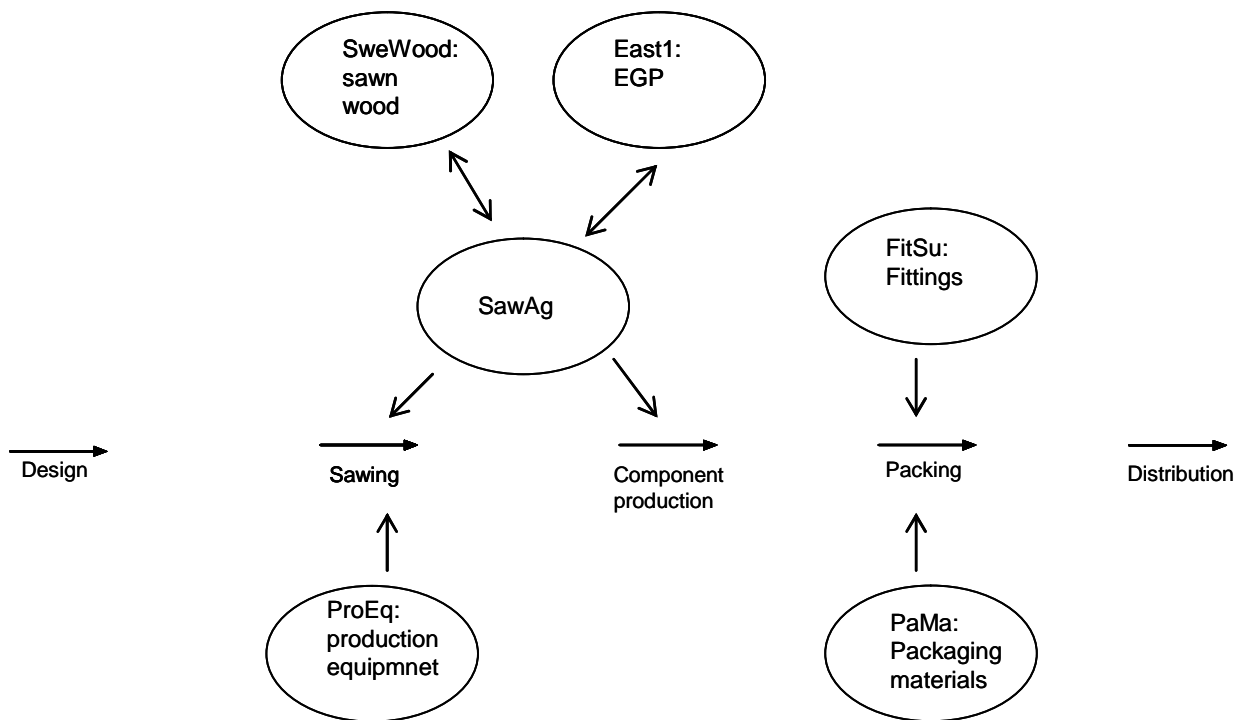 SweWood:
sawn
wood
East1:
EGP
SawAg
FitSu:
Fittings
Design
Sawing
Component
production
Packing
Distribution
ProEq:
production
equipmnet
PaMa:
Packaging
materials